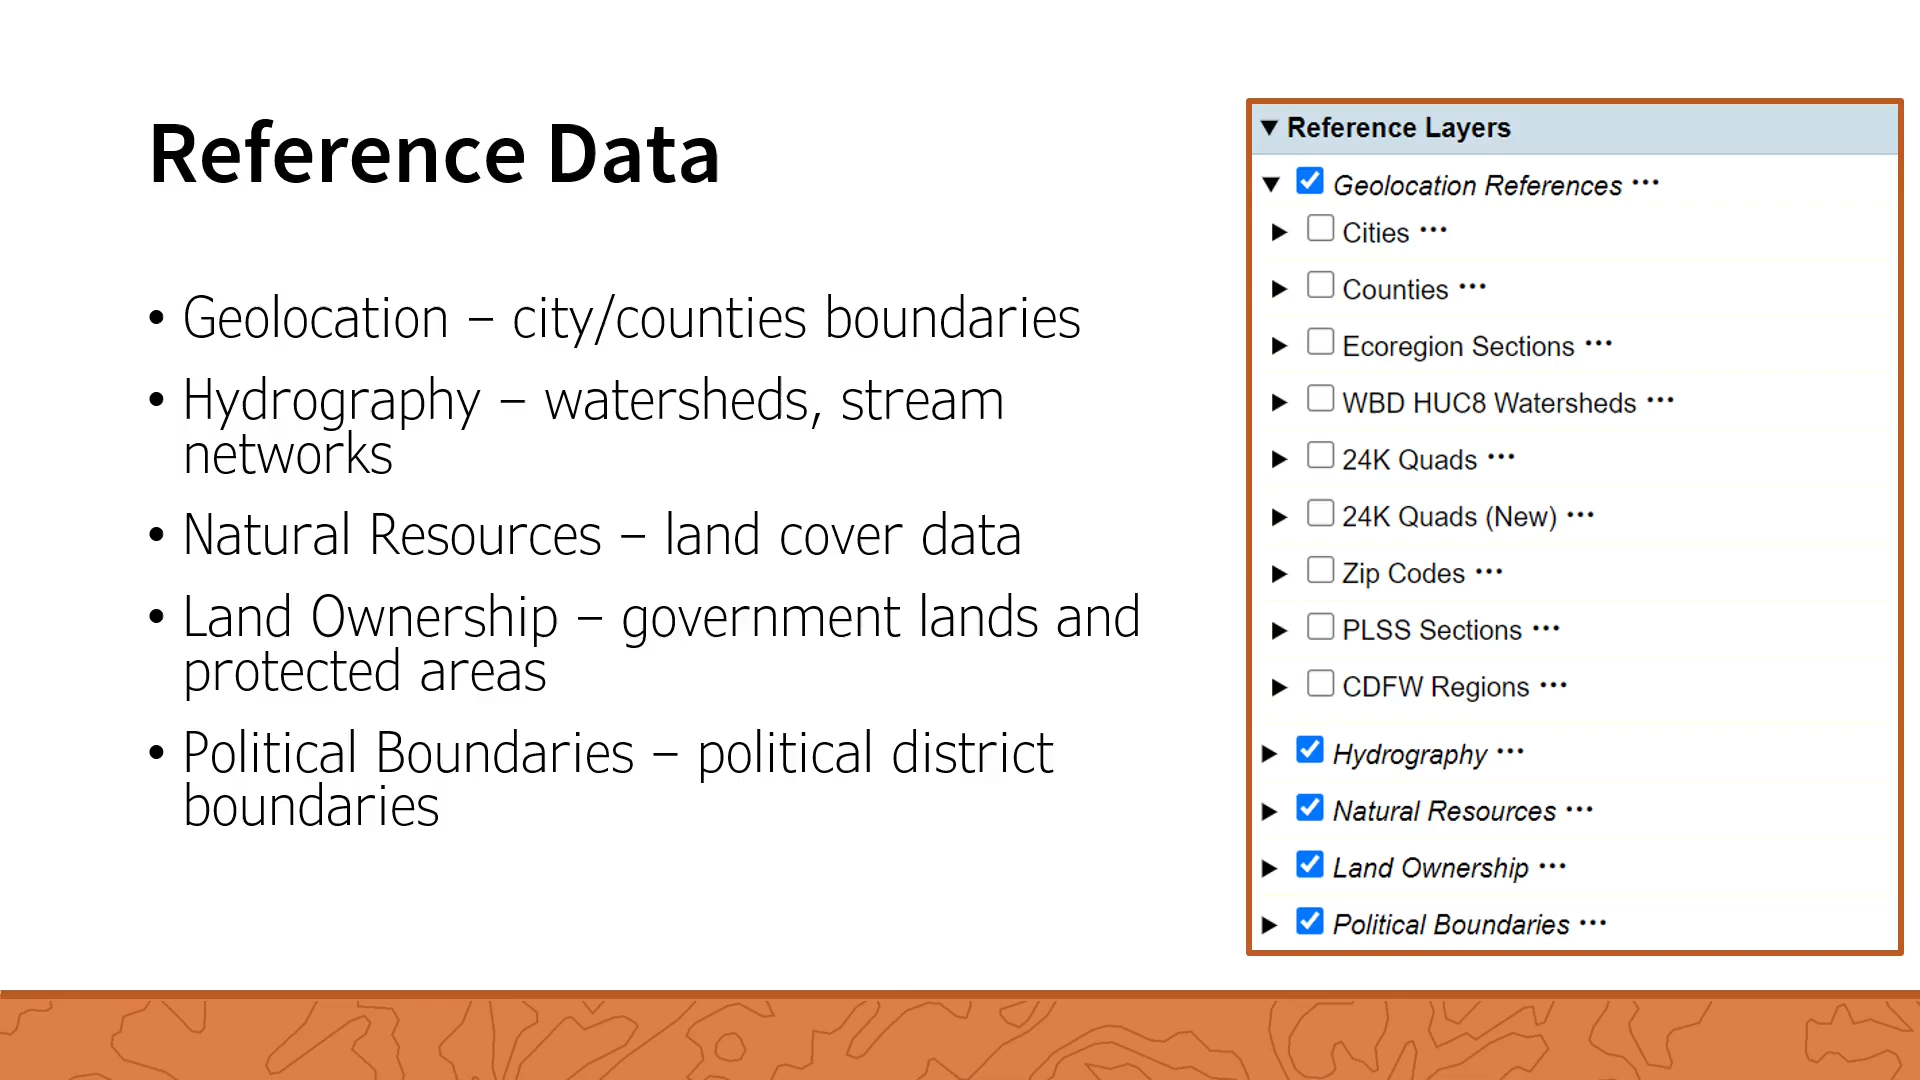 Reference Data
• Geolocation – city/counties boundaries
• Hydrography – watersheds, stream
networks
• Natural Resources – land cover data
• Land Ownership – government lands and
protected areas
• Political Boundaries – political district
boundaries
Reference Layers
Geolocation References ···
Cities ···
Counties ···
Ecoregion Sections ···
WBD HUC8 Watersheds ···
24K Quads ···
24K Quads (New) ···
Zip Codes ···
PLSS Sections ···
CDFW Regions ···
Hydrography ···
Natural Resources ···
Land Ownership ···
Political Boundaries ···